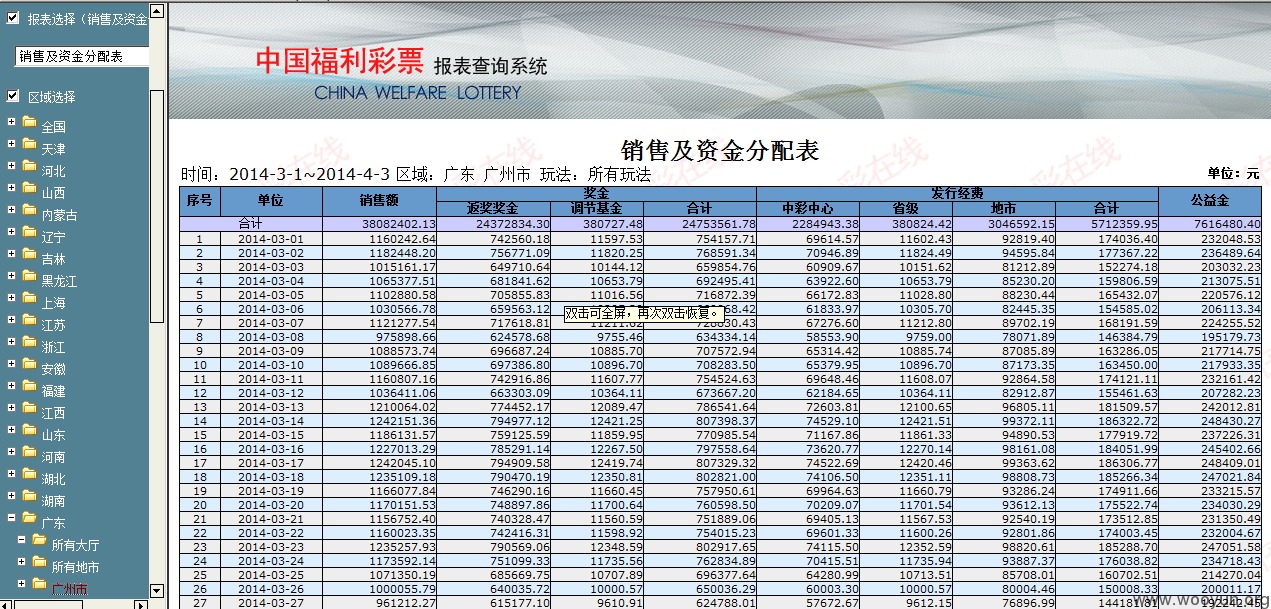 报表选择（销售及资金
销售及资金分配表
区域选择
全国
天津
河北
山西
内蒙古
辽宁
吉林
黑龙江
上海
江苏
浙江
安徽
福建
江西
山东
河南
湖北
湖南
广东
所有大厅
所有地市
广州市
中国福利彩票 报表查询系统
CHINA WELFARE LOTTERY
销售及资金分配表
时间：2014-3-1~2014-4-3 区域：广东 广州市 玩法：所有玩法 单位：元
序号 单位 销售额 奖金 发行经费 公益金
返奖奖金 调节基金 合计 中彩中心 省级 地市 合计
合计 38082402.13 24372834.30 380727.48 24753561.78 2284943.38 380824.42 3046592.15 5712359.95 7616480.40
1 2014-03-01 1160242.64 742560.18 11597.53 754157.71 69614.57 11602.43 92819.40 174036.40 232048.53
2 2014-03-02 1182448.20 756771.09 11820.25 768591.34 70946.89 11824.49 94595.84 177367.22 236489.64
3 2014-03-03 1015161.17 649710.64 10144.12 659854.76 60909.67 10151.62 81212.89 152274.18 203032.23
4 2014-03-04 1065377.51 681841.62 10653.79 692495.41 63922.60 10653.79 85230.20 159806.59 213075.51
5 2014-03-05 1102880.58 705855.83 11016.56 716872.39 66172.83 11028.80 88230.44 165432.07 220576.12
6 2014-03-06 1030566.78 659563.12 68.42 61833.97 10305.70 82445.35 154585.02 206113.34
双击可全屏，再次双击恢复。
7 2014-03-07 1121277.54 717618.81 67276.60 11212.80 89702.19 168191.59 224255.52
8 2014-03-08 975898.66 624578.68 9755.46 634334.14 58553.90 9759.00 78071.89 146384.79 195179.73
9 2014-03-09 1088573.74 696687.24 10885.70 707572.94 65314.42 10885.74 87085.89 163286.05 217714.75
10 2014-03-10 1089666.85 697386.80 10896.70 708283.50 65379.95 10896.70 87173.35 163450.00 217933.35
11 2014-03-11 1160807.16 742916.86 11607.77 754524.63 69648.46 11608.07 92864.58 174121.11 232161.42
12 2014-03-12 1036411.06 663303.09 10364.11 673667.20 62184.65 10364.11 82912.87 155461.63 207282.23
13 2014-03-13 1210064.02 774452.17 12089.47 786541.64 72603.81 12100.65 96805.11 181509.57 242012.81
14 2014-03-14 1242151.36 794977.12 12421.25 807398.37 74529.10 12421.51 99372.11 186322.72 248430.27
15 2014-03-15 1186131.57 759125.59 11859.95 770985.54 71167.86 11861.33 94890.53 177919.72 237226.31
16 2014-03-16 1227013.29 785291.14 12267.50 797558.64 73620.77 12270.14 98161.08 184051.99 245402.66
17 2014-03-17 1242045.10 794909.58 12419.74 807329.32 74522.69 12420.46 99363.62 186306.77 248409.01
18 2014-03-18 1235109.18 790470.19 12350.81 802821.00 74106.50 12351.11 98808.73 185266.34 247021.84
19 2014-03-19 1166077.84 746290.16 11660.45 757950.61 69964.63 11660.79 93286.24 174911.66 233215.57
20 2014-03-20 1170151.53 748897.86 11700.64 760598.50 70209.07 11701.54 93612.13 175522.74 234030.29
21 2014-03-21 1156752.40 740328.47 11560.59 751889.06 69405.13 11567.53 92540.19 173512.85 231350.49
22 2014-03-22 1160023.35 742416.31 11598.92 754015.23 69601.33 11600.26 92801.86 174003.45 232004.67
23 2014-03-23 1235257.93 790569.06 12348.59 802917.65 74115.50 12352.59 98820.61 185288.70 247051.58
24 2014-03-24 1173592.14 751099.33 11735.56 762834.89 70415.51 11735.94 93887.37 176038.82 234718.43
25 2014-03-25 1071350.19 685669.75 10707.89 696377.64 64280.99 10713.51 85708.01 160702.51 214270.04
26 2014-03-26 1000055.79 640035.72 10000.57 650036.29 60003.30 10000.57 80004.46 150008.33 200011.17
27 2014-03-27 961212.27 615177.10 9610.91 624788.01 57672.67 9612.15 76896.99
www.wooyun.org